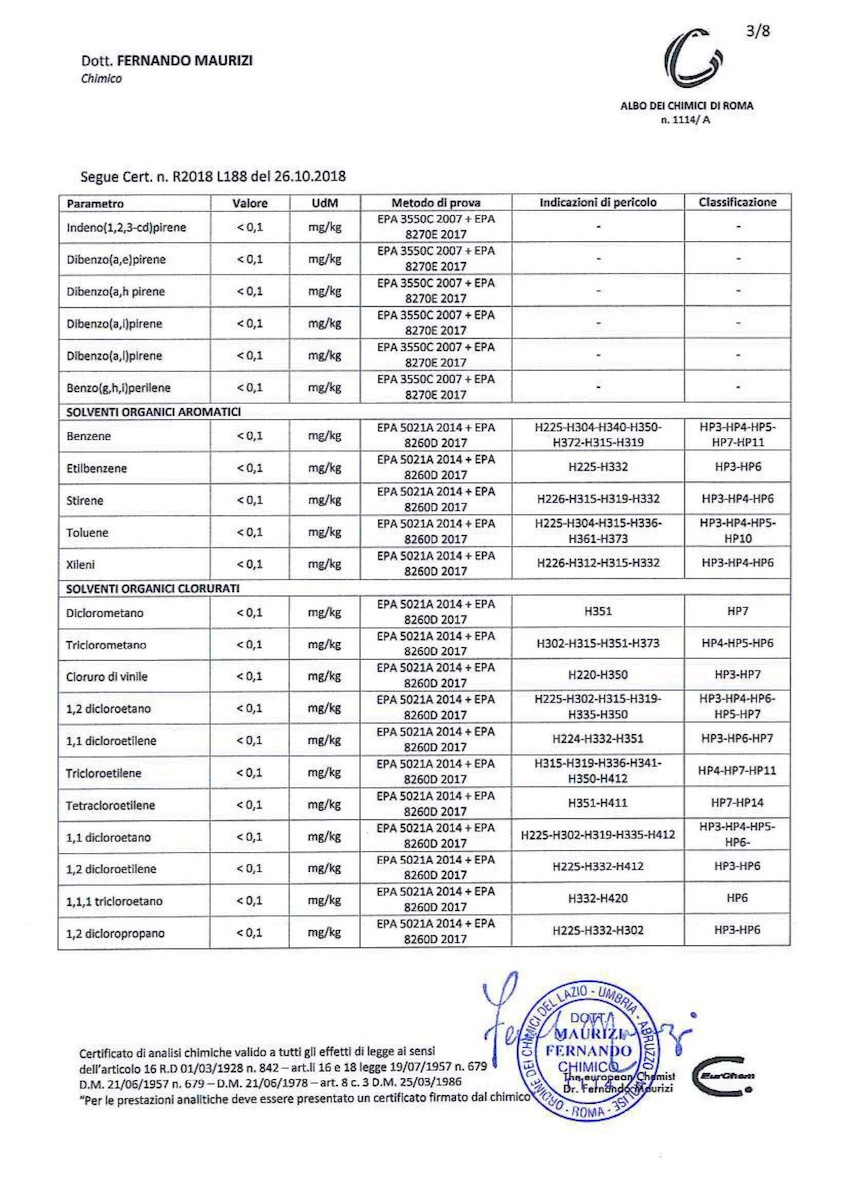 3/8
Dott. FERNANDO MAURIZI
Chimico
ALBO DEI CHIMICI DI ROMA
n. 1114/ A
Segue Cert. n. R2018 L188 del 26.10.2018
Parametro Valore UdM Metodo di prova Indicazioni di pericolo Classificazione
Indeno(1,2,3-cd)pirene < 0,1 mg/kg EPA 3550C 2007 + EPA 8270E 2017 - -
Dibenzo(a,e)pirene < 0,1 mg/kg EPA 3550C 2007 + EPA 8270E 2017 - -
Dibenzo(a,h pirene < 0,1 mg/kg EPA 3550C 2007 + EPA 8270E 2017 - -
Dibenzo(a,i)pirene < 0,1 mg/kg EPA 3550C 2007 + EPA 8270E 2017 - -
Dibenzo(a,l)pirene < 0,1 mg/kg EPA 3550C 2007 + EPA 8270E 2017 - -
Benzo(g,h,i)perilene < 0,1 mg/kg EPA 3550C 2007 + EPA 8270E 2017 - -
SOLVENTI ORGANICI AROMATICI
Benzene < 0,1 mg/kg EPA 5021A 2014 + EPA 8260D 2017 H225-H304-H340-H350-H372-H315-H319 HP3-HP4-HP5-HP7-HP11
Etilbenzene < 0,1 mg/kg EPA 5021A 2014 + EPA 8260D 2017 H225-H332 HP3-HP6
Stirene < 0,1 mg/kg EPA 5021A 2014 + EPA 8260D 2017 H226-H315-H319-H332 HP3-HP4-HP6
Toluene < 0,1 mg/kg EPA 5021A 2014 + EPA 8260D 2017 H225-H304-H315-H336-H361-H373 HP3-HP4-HP5-HP10
Xileni < 0,1 mg/kg EPA 5021A 2014 + EPA 8260D 2017 H226-H312-H315-H332 HP3-HP4-HP6
SOLVENTI ORGANICI CLORURATI
Diclorometano < 0,1 mg/kg EPA 5021A 2014 + EPA 8260D 2017 H351 HP7
Triclorometano < 0,1 mg/kg EPA 5021A 2014 + EPA 8260D 2017 H302-H315-H351-H373 HP4-HP5-HP6
Cloruro di vinile < 0,1 mg/kg EPA 5021A 2014 + EPA 8260D 2017 H220-H350 HP3-HP7
1,2 dicloroetano < 0,1 mg/kg EPA 5021A 2014 + EPA 8260D 2017 H225-H302-H315-H319-H335-H350 HP3-HP4-HP6-HP5-HP7
1,1 dicloroetilene < 0,1 mg/kg EPA 5021A 2014 + EPA 8260D 2017 H224-H332-H351 HP3-HP6-HP7
Tricloroetilene < 0,1 mg/kg EPA 5021A 2014 + EPA 8260D 2017 H315-H319-H336-H341-H350-H412 HP4-HP7-HP11
Tetracloroetilene < 0,1 mg/kg EPA 5021A 2014 + EPA 8260D 2017 H351-H411 HP7-HP14
1,1 dicloroetano < 0,1 mg/kg EPA 5021A 2014 + EPA 8260D 2017 H225-H302-H319-H335-H412 HP3-HP4-HP5-HP6-
1,2 dicloroetilene < 0,1 mg/kg EPA 5021A 2014 + EPA 8260D 2017 H225-H332-H412 HP3-HP6
1,1,1 tricloroetano < 0,1 mg/kg EPA 5021A 2014 + EPA 8260D 2017 H332-H420 HP6
1,2 dicloropropano < 0,1 mg/kg EPA 5021A 2014 + EPA 8260D 2017 H225-H332-H302 HP3-HP6
Certificato di analisi chimiche valido a tutti gli effetti di legge ai sensi
dell'articolo 16 R.D 01/03/1928 n. 842 – art.li 16 e 18 legge 19/07/1957 n. 679
D.M. 21/06/1957 n. 679 – D.M. 21/06/1978 – art. 8 c. 3 D.M. 25/03/1986
"Per le prestazioni analitiche deve essere presentato un certificato firmato dal chimico"
ORDINE DEI CHIMICI DEL LAZIO - UMBRIA - ABRUZZO - MOLISE - ROMA
MAURIZI
FERNANDO
CHIMICO
The european Chemist
Dr. Fernando Maurizi
EurChem